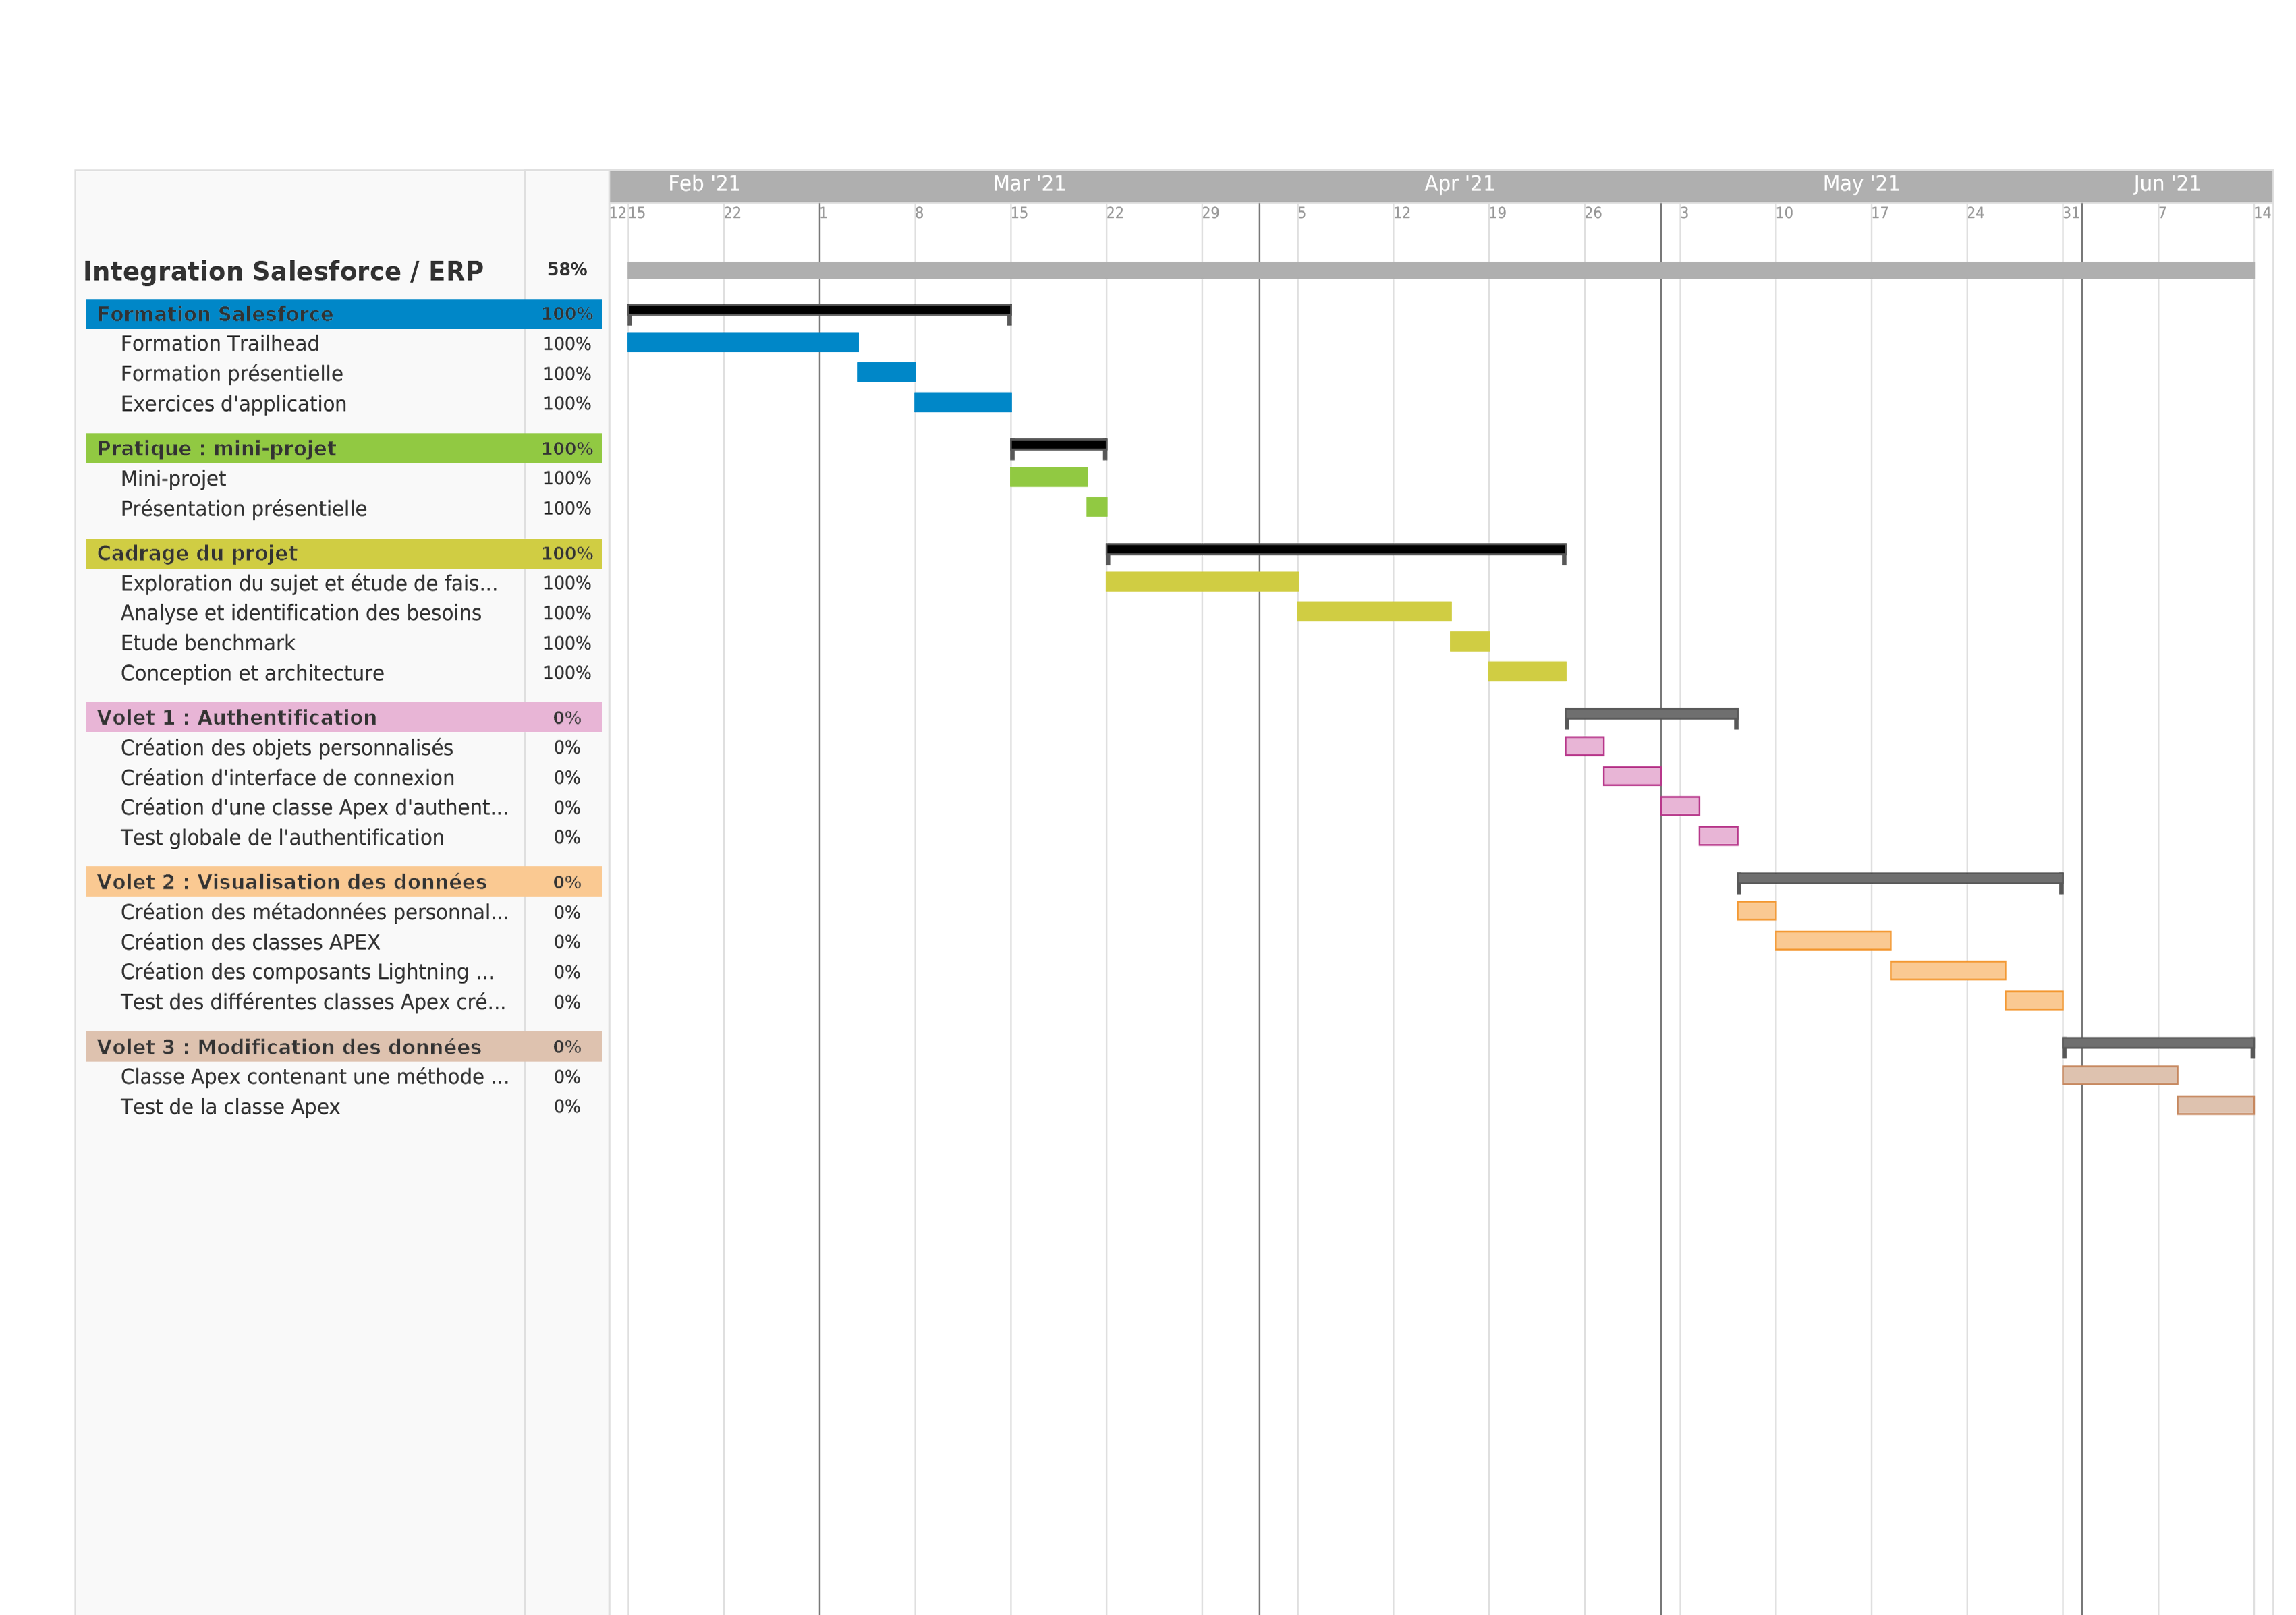 Feb '21 Mar '21 Apr '21 May '21 Jun '21
12 15 22 1 8 15 22 29 5 12 19 26 3 10 17 24 31 7 14
Integration Salesforce / ERP 58%
Formation Salesforce 100%
Formation Trailhead 100%
Formation présentielle 100%
Exercices d'application 100%
Pratique : mini-projet 100%
Mini-projet 100%
Présentation présentielle 100%
Cadrage du projet 100%
Exploration du sujet et étude de fais... 100%
Analyse et identification des besoins 100%
Etude benchmark 100%
Conception et architecture 100%
Volet 1 : Authentification 0%
Création des objets personnalisés 0%
Création d'interface de connexion 0%
Création d'une classe Apex d'authent... 0%
Test globale de l'authentification 0%
Volet 2 : Visualisation des données 0%
Création des métadonnées personnal... 0%
Création des classes APEX 0%
Création des composants Lightning ... 0%
Test des différentes classes Apex cré... 0%
Volet 3 : Modification des données 0%
Classe Apex contenant une méthode ... 0%
Test de la classe Apex 0%